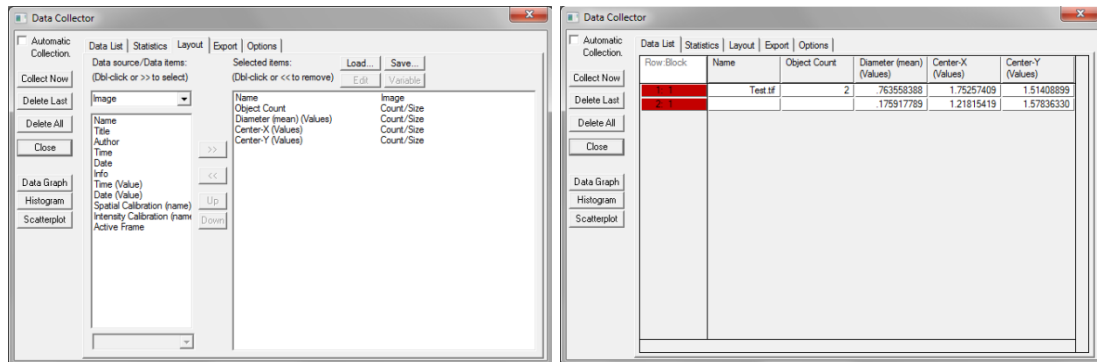 Data Collector
Automatic
Collection.
Collect Now
Delete Last
Delete All
Close
Data Graph
Histogram
Scatterplot
Data List Statistics Layout Export Options
Data source/Data items:
(Dbl-click or >> to select)
Image
Name
Title
Author
Time
Date
Info
Time (Value)
Date (Value)
Spatial Calibration (name)
Intensity Calibration (name
Active Frame
>>
<<
Up
Down
Selected items:
(Dbl-click or << to remove)
Load... Save...
Edit Variable
Name Image
Object Count Count/Size
Diameter (mean) (Values) Count/Size
Center-X (Values) Count/Size
Center-Y (Values) Count/Size
Data Collector
Automatic
Collection.
Collect Now
Delete Last
Delete All
Close
Data Graph
Histogram
Scatterplot
Data List Statistics Layout Export Options
Row:Block Name Object Count Diameter (mean) (Values) Center-X (Values) Center-Y (Values)
1: 1 Test.tif 2 .763558388 1.75257409 1.51408899
2: 1 .175917789 1.21815419 1.57836330